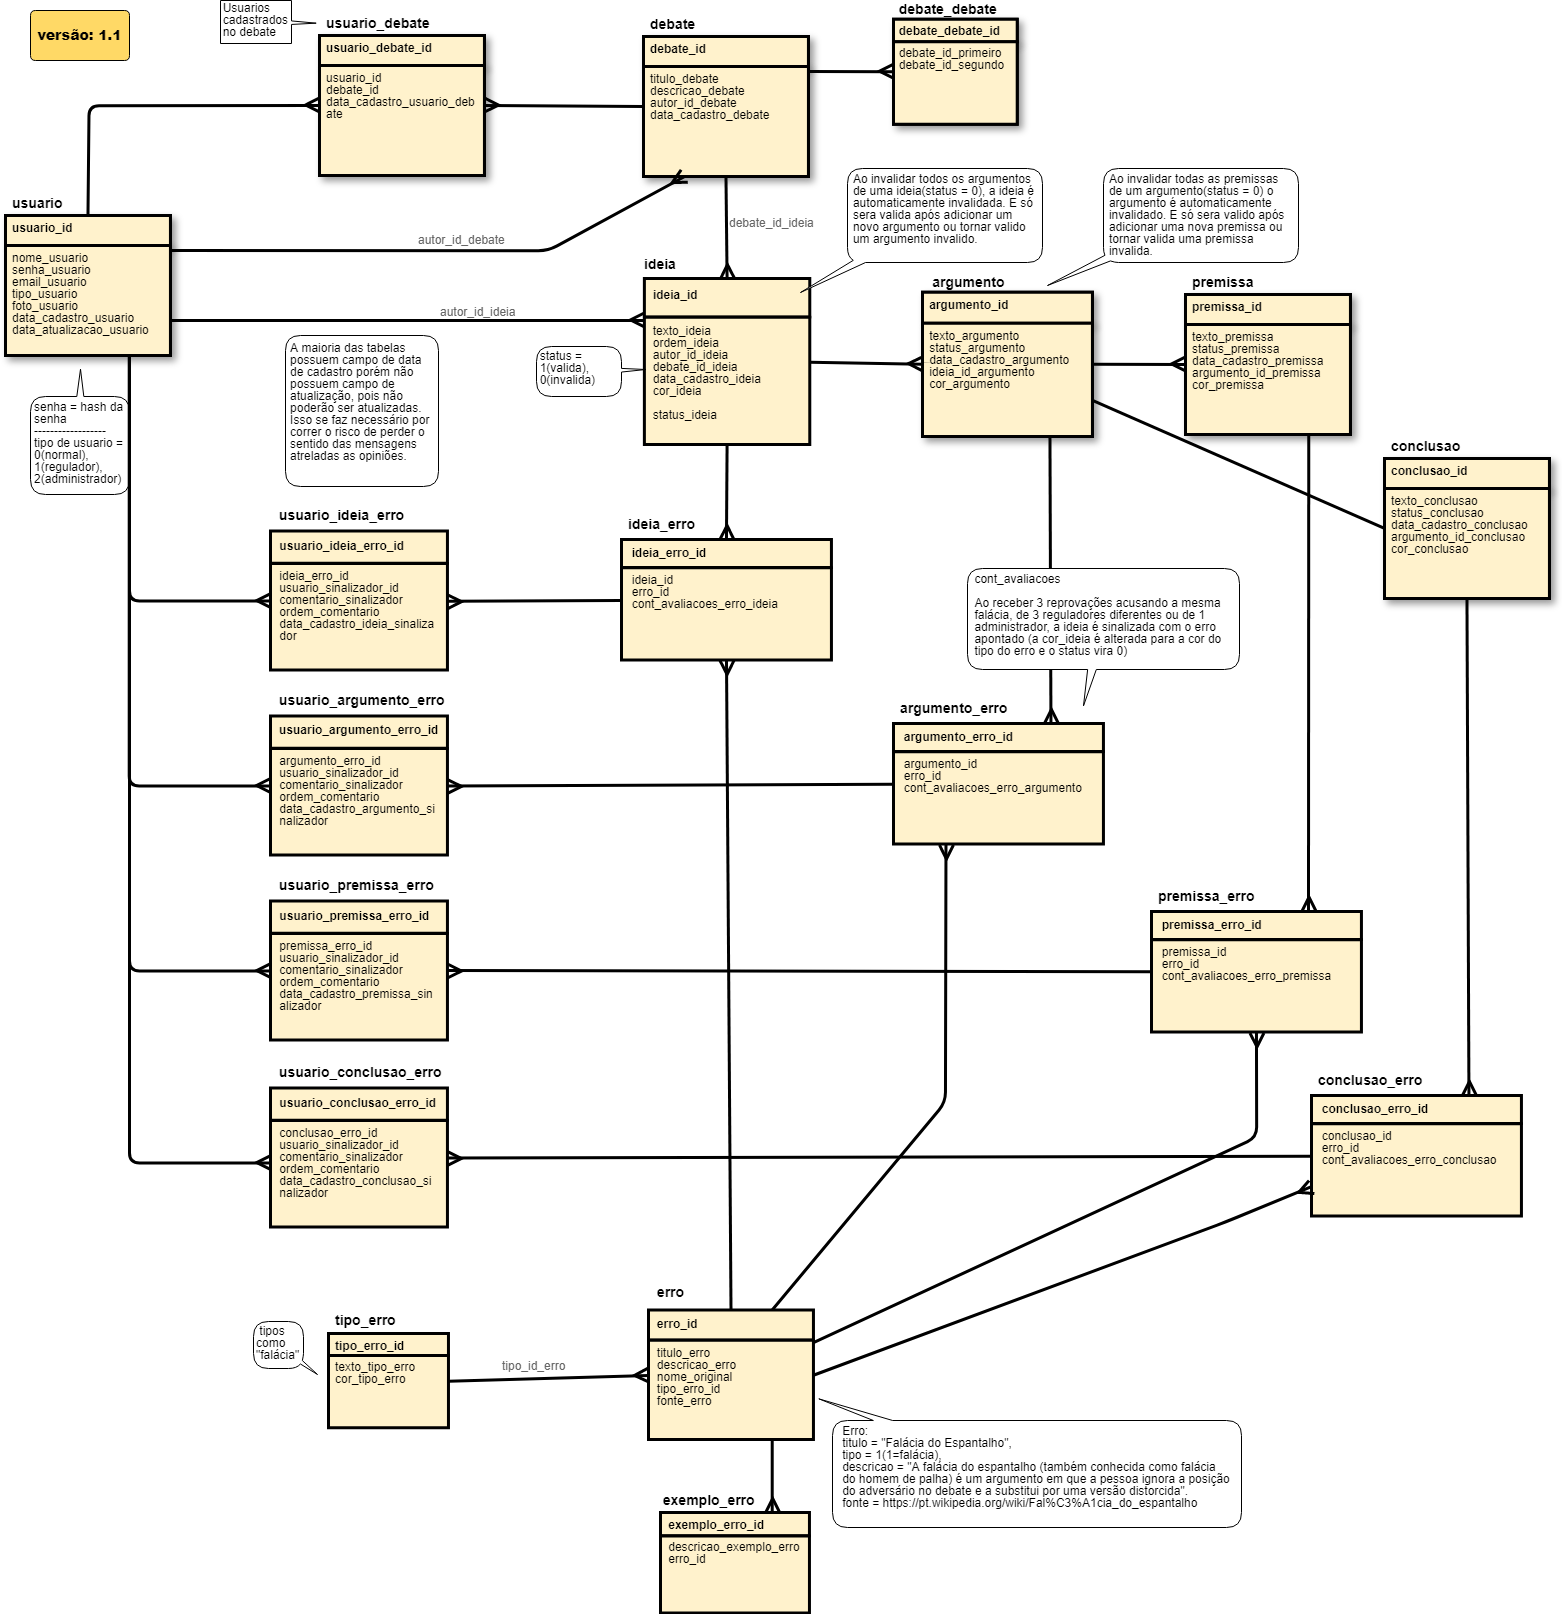 versão: 1.1
Usuarios
cadastrados
no debate
usuario_debate
usuario_debate_id
usuario_id
debate_id
data_cadastro_usuario_deb
ate
debate
debate_id
titulo_debate
descricao_debate
autor_id_debate
data_cadastro_debate
debate_debate
debate_debate_id
debate_id_primeiro
debate_id_segundo
usuario
usuario_id
nome_usuario
senha_usuario
email_usuario
tipo_usuario
foto_usuario
data_cadastro_usuario
data_atualizacao_usuario
autor_id_debate
debate_id_ideia
autor_id_ideia
Ao invalidar todos os argumentos
de uma ideia(status = 0), a ideia é
automaticamente invalidada. E só
sera valida após adicionar um
novo argumento ou tornar valido
um argumento invalido.
Ao invalidar todas as premissas
de um argumento(status = 0) o
argumento é automaticamente
invalidado. E só sera valido após
adicionar uma nova premissa ou
tornar valida uma premissa
invalida.
ideia
ideia_id
texto_ideia
ordem_ideia
autor_id_ideia
debate_id_ideia
data_cadastro_ideia
cor_ideia
status_ideia
argumento
argumento_id
texto_argumento
status_argumento
data_cadastro_argumento
ideia_id_argumento
cor_argumento
premissa
premissa_id
texto_premissa
status_premissa
data_cadastro_premissa
argumento_id_premissa
cor_premissa
status =
1(valida),
0(invalida)
A maioria das tabelas
possuem campo de data
de cadastro porém não
possuem campo de
atualização, pois não
poderão ser atualizadas.
Isso se faz necessário por
correr o risco de perder o
sentido das mensagens
atreladas as opiniões.
senha = hash da
senha
------------------
tipo de usuario =
0(normal),
1(regulador),
2(administrador)
conclusao
conclusao_id
texto_conclusao
status_conclusao
data_cadastro_conclusao
argumento_id_conclusao
cor_conclusao
usuario_ideia_erro
usuario_ideia_erro_id
ideia_erro_id
usuario_sinalizador_id
comentario_sinalizador
ordem_comentario
data_cadastro_ideia_sinaliza
dor
ideia_erro
ideia_erro_id
ideia_id
erro_id
cont_avaliacoes_erro_ideia
cont_avaliacoes
Ao receber 3 reprovações acusando a mesma
falácia, de 3 reguladores diferentes ou de 1
administrador, a ideia é sinalizada com o erro
apontado (a cor_ideia é alterada para a cor do
tipo do erro e o status vira 0)
usuario_argumento_erro
usuario_argumento_erro_id
argumento_erro_id
usuario_sinalizador_id
comentario_sinalizador
ordem_comentario
data_cadastro_argumento_si
nalizador
argumento_erro
argumento_erro_id
argumento_id
erro_id
cont_avaliacoes_erro_argumento
usuario_premissa_erro
usuario_premissa_erro_id
premissa_erro_id
usuario_sinalizador_id
comentario_sinalizador
ordem_comentario
data_cadastro_premissa_sin
alizador
premissa_erro
premissa_erro_id
premissa_id
erro_id
cont_avaliacoes_erro_premissa
usuario_conclusao_erro
usuario_conclusao_erro_id
conclusao_erro_id
usuario_sinalizador_id
comentario_sinalizador
ordem_comentario
data_cadastro_conclusao_si
nalizador
conclusao_erro
conclusao_erro_id
conclusao_id
erro_id
cont_avaliacoes_erro_conclusao
tipos
como
"falácia"
tipo_erro
tipo_erro_id
texto_tipo_erro
cor_tipo_erro
tipo_id_erro
erro
erro_id
titulo_erro
descricao_erro
nome_original
tipo_erro_id
fonte_erro
Erro:
titulo = "Falácia do Espantalho",
tipo = 1(1=falácia),
descricao = "A falácia do espantalho (também conhecida como falácia
do homem de palha) é um argumento em que a pessoa ignora a posição
do adversário no debate e a substitui por uma versão distorcida".
fonte = https://pt.wikipedia.org/wiki/Fal%C3%A1cia_do_espantalho
exemplo_erro
exemplo_erro_id
descricao_exemplo_erro
erro_id